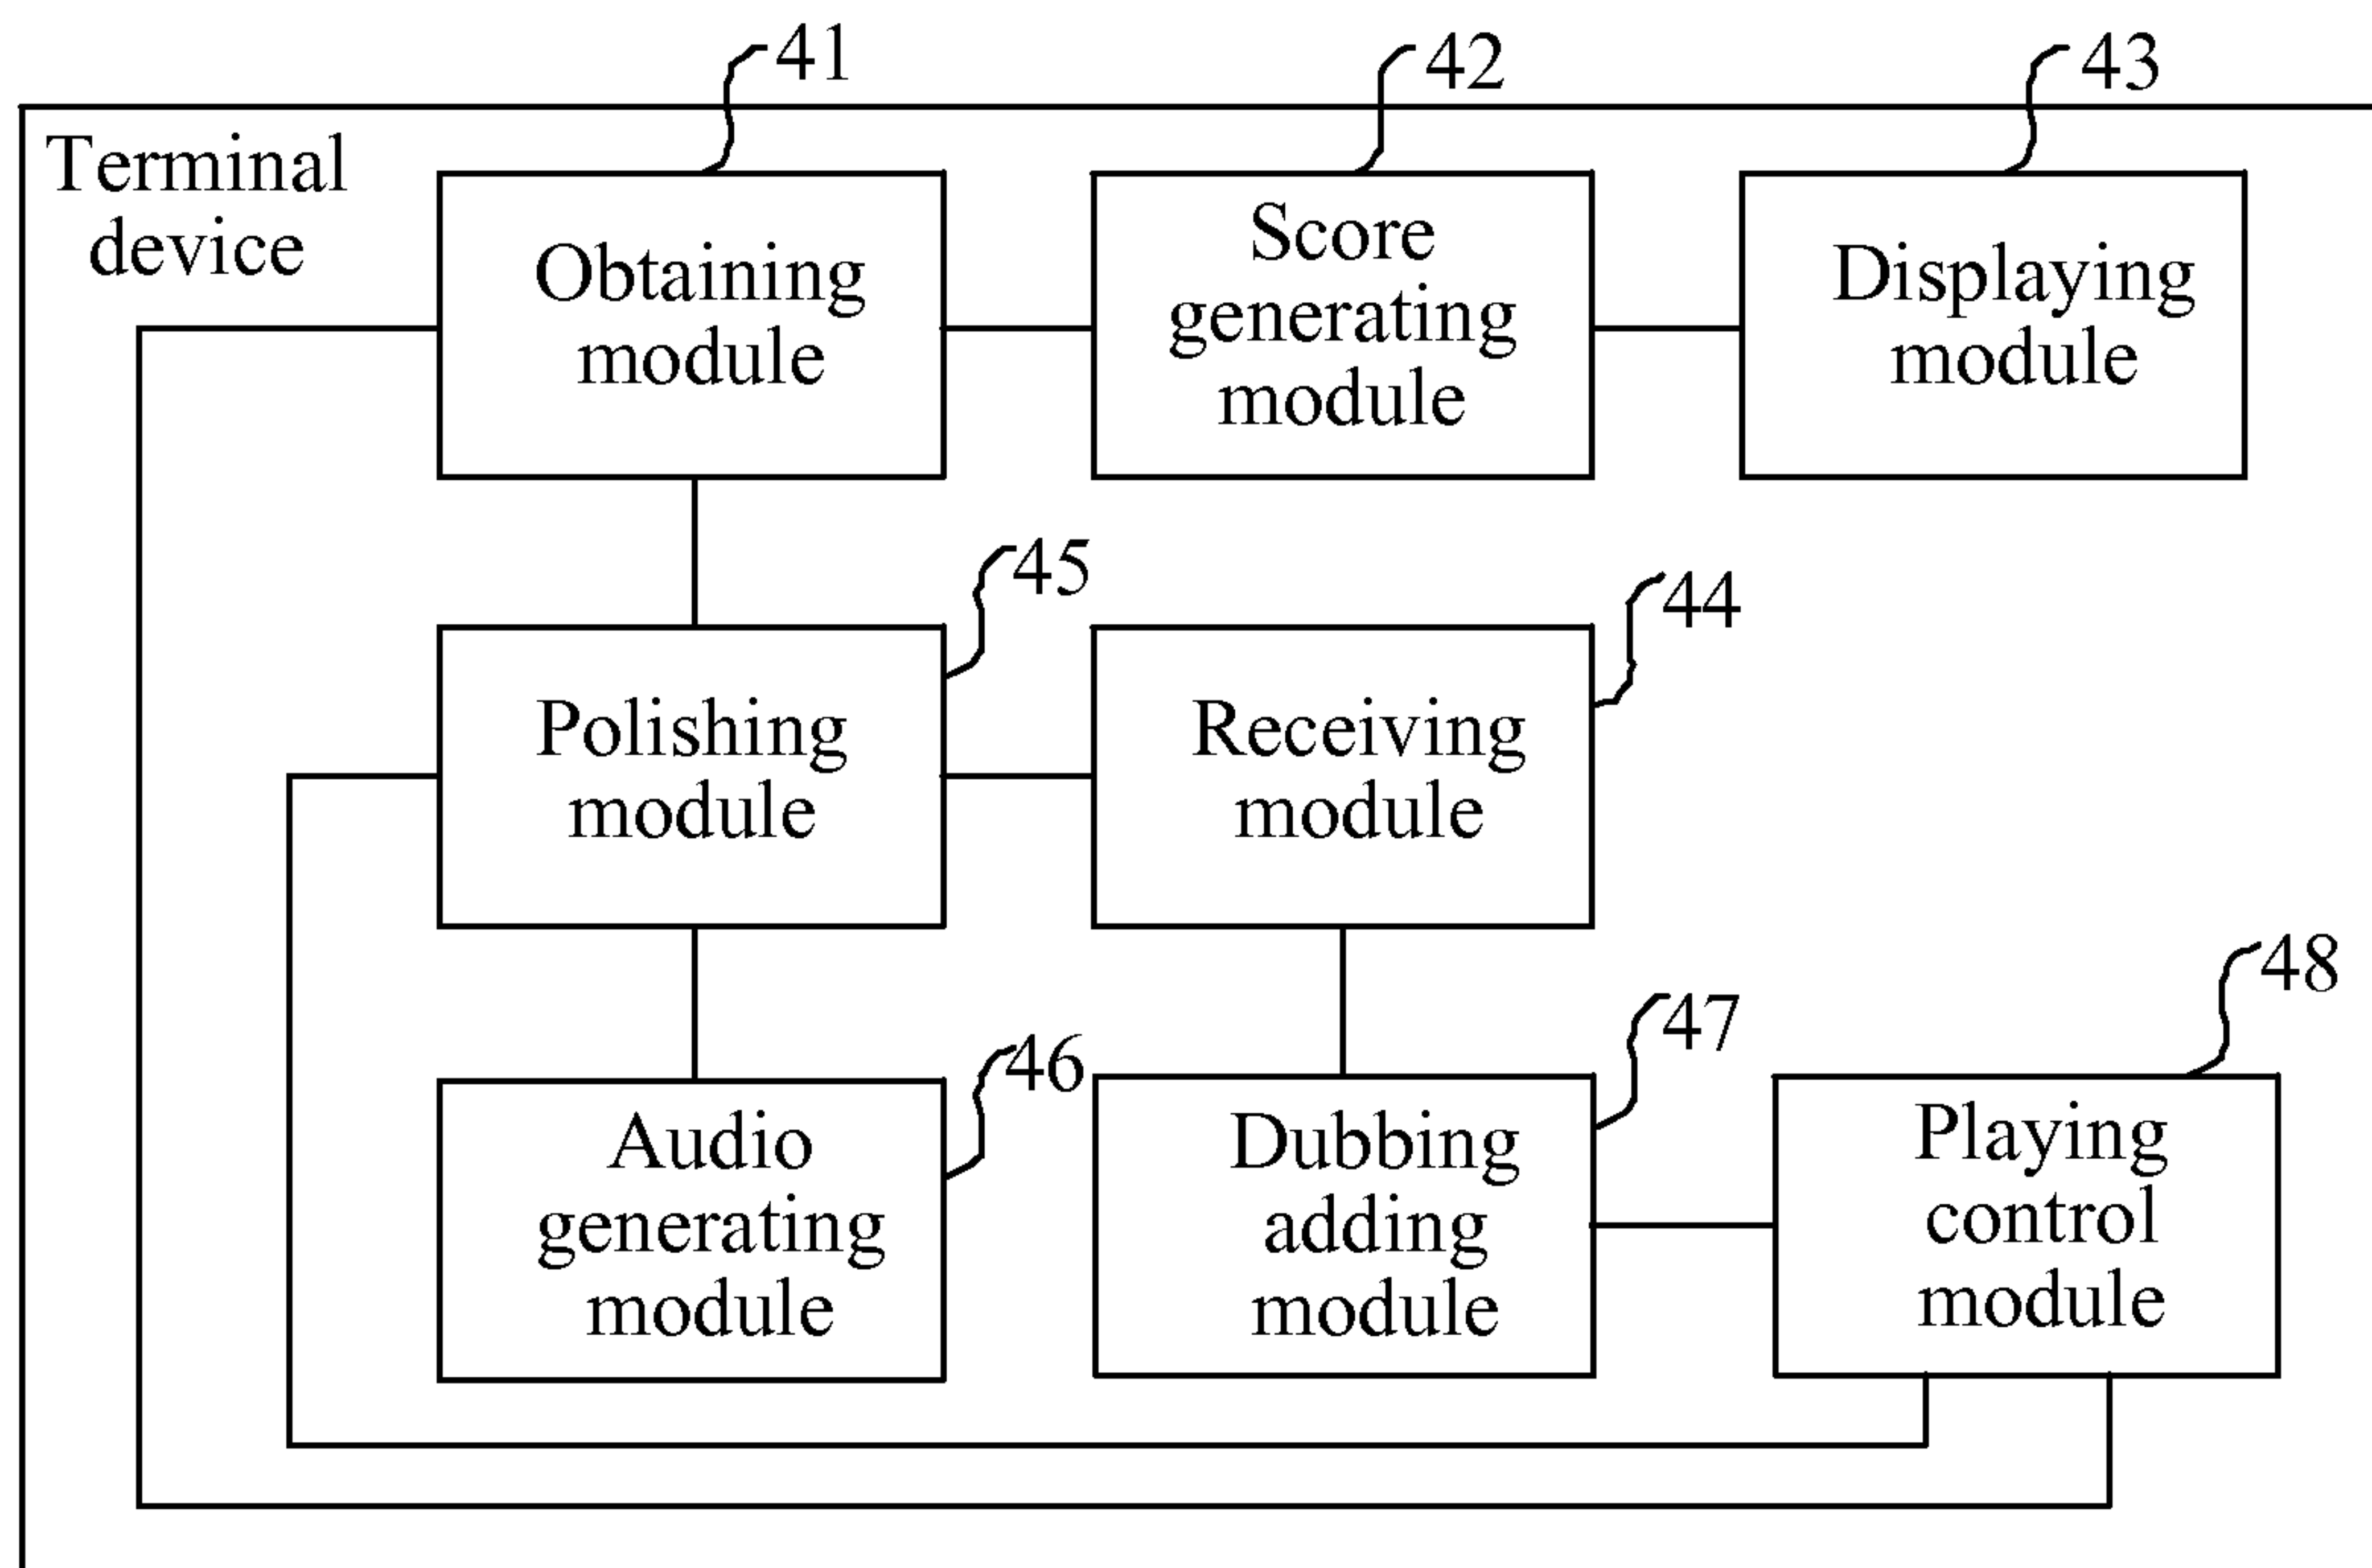 41
42
43
Terminal
device
Obtaining
module
Score
generating
module
Displaying
module
45
44
Polishing
module
Receiving
module
48
47
46
Audio
generating
module
Dubbing
adding
module
Playing
control
module